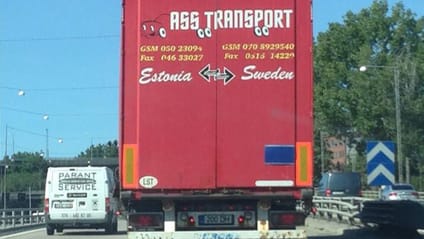 ASS TRANSPORT
GSM 050 23094
GSM 070 8929540
Fax 046 33027
Fax 0515 14229
Estonia
Sweden
PARANT
SERVICE
EST